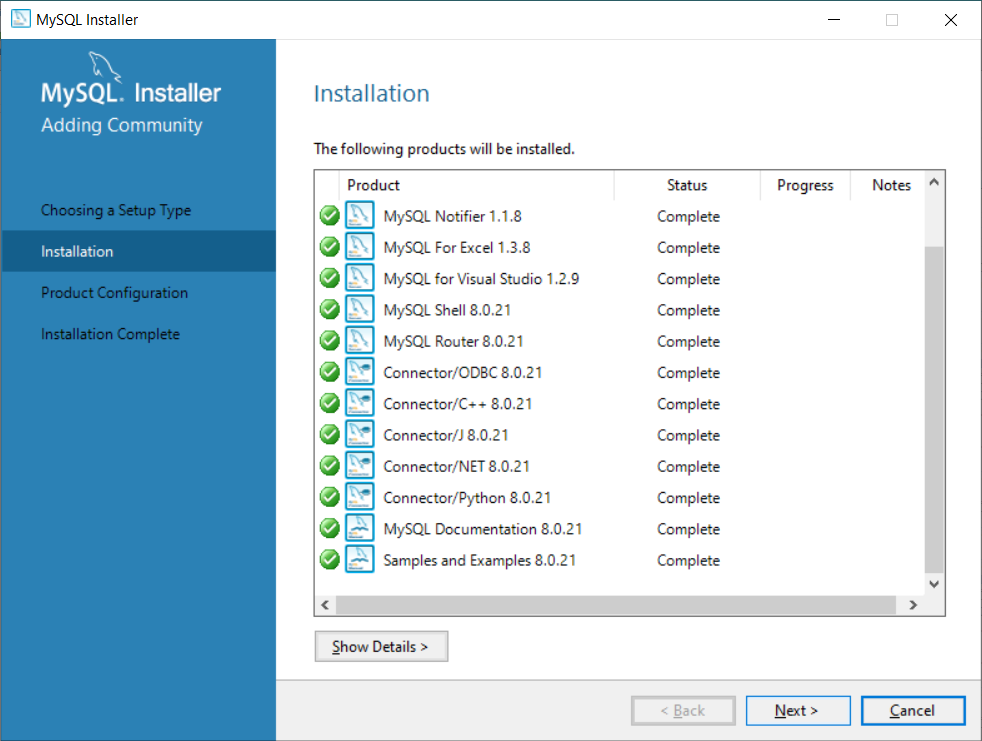 MySQL Installer
MySQL. Installer
Adding Community
Choosing a Setup Type
Installation
Product Configuration
Installation Complete
Installation
The following products will be installed.
Product Status Progress Notes
MySQL Notifier 1.1.8 Complete
MySQL For Excel 1.3.8 Complete
MySQL for Visual Studio 1.2.9 Complete
MySQL Shell 8.0.21 Complete
MySQL Router 8.0.21 Complete
Connector/ODBC 8.0.21 Complete
Connector/C++ 8.0.21 Complete
Connector/J 8.0.21 Complete
Connector/NET 8.0.21 Complete
Connector/Python 8.0.21 Complete
MySQL Documentation 8.0.21 Complete
Samples and Examples 8.0.21 Complete
Show Details >
< Back Next > Cancel